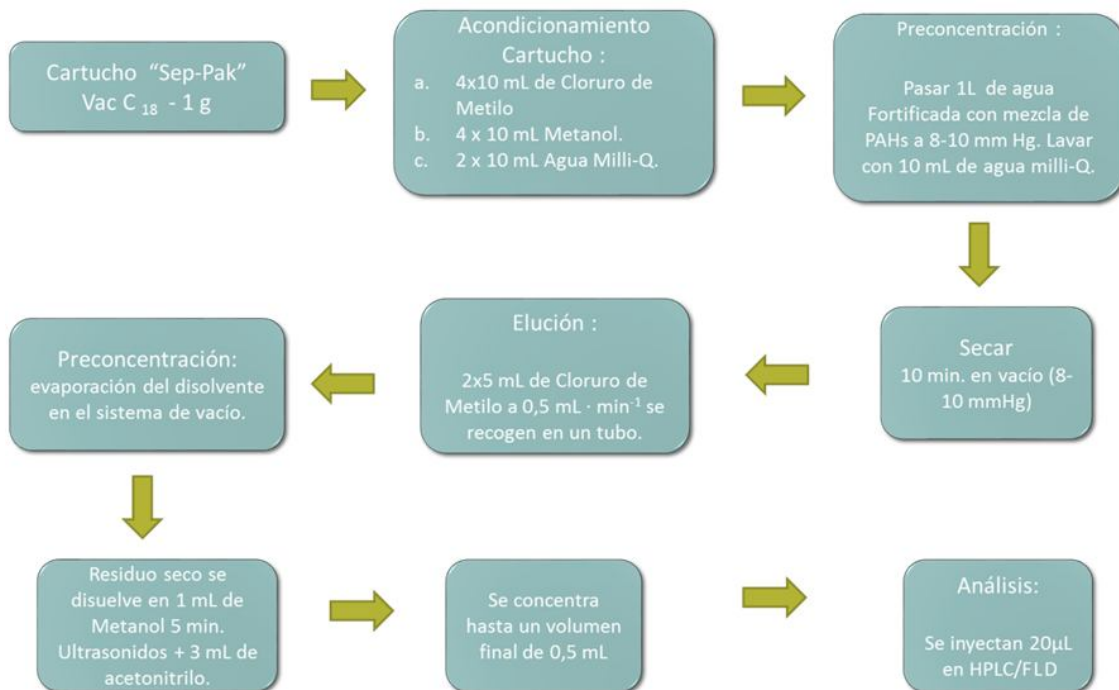 Cartucho “Sep-Pak”
Vac C 18 - 1 g
Acondicionamiento
Cartucho :
a. 4x10 mL de Cloruro de
Metilo
b. 4 x 10 mL Metanol.
c. 2 x 10 mL Agua Milli-Q.
Preconcentración :
Pasar 1L de agua
Fortificada con mezcla de
PAHs a 8-10 mm Hg. Lavar
con 10 mL de agua milli-Q.
Secar
10 min. en vacío (8-
10 mmHg)
Elución :
2x5 mL de Cloruro de
Metilo a 0,5 mL · min⁻¹ se
recogen en un tubo.
Preconcentración:
evaporación del disolvente
en el sistema de vacío.
Residuo seco se
disuelve en 1 mL de
Metanol 5 min.
Ultrasonidos + 3 mL de
acetonitrilo.
Se concentra
hasta un volumen
final de 0,5 mL
Análisis:
Se inyectan 20µL
en HPLC/FLD